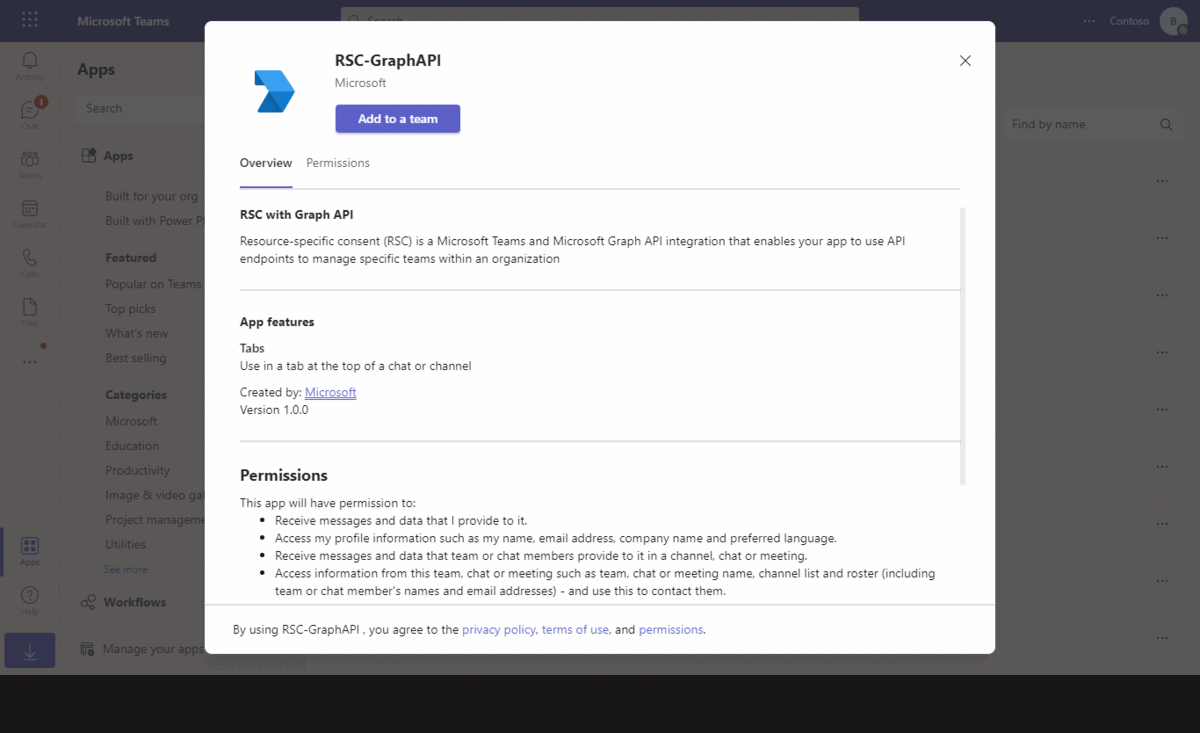 Microsoft Teams
Search
Contoso
B
Activity
Chat
1
Teams
Calendar
Calls
Files
Apps
Help
Apps
Search
Apps
Built for your org
Built with Power P
Featured
Popular on Teams
Top picks
What's new
Best selling
Categories
Microsoft
Education
Productivity
Image & video gal
Project manageme
Utilities
See more
Workflows
Manage your apps
Find by name
RSC-GraphAPI
Microsoft
Add to a team
Overview Permissions
RSC with Graph API
Resource-specific consent (RSC) is a Microsoft Teams and Microsoft Graph API integration that enables your app to use API
endpoints to manage specific teams within an organization
App features
Tabs
Use in a tab at the top of a chat or channel
Created by: Microsoft
Version 1.0.0
Permissions
This app will have permission to:
• Receive messages and data that I provide to it.
• Access my profile information such as my name, email address, company name and preferred language.
• Receive messages and data that team or chat members provide to it in a channel, chat or meeting.
• Access information from this team, chat or meeting such as team, chat or meeting name, channel list and roster (including
team or chat member's names and email addresses) - and use this to contact them.
By using RSC-GraphAPI , you agree to the privacy policy, terms of use, and permissions.